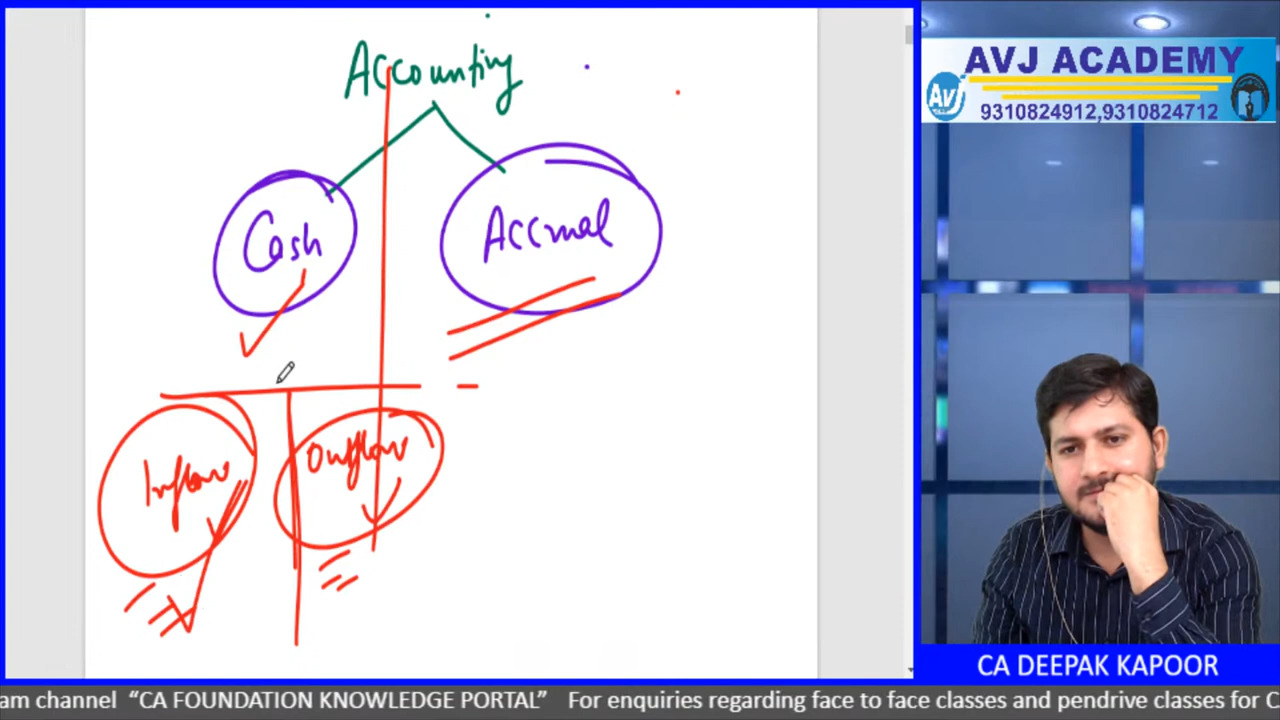 Accounting
Cash
Accrual
Inflow
Outflow
AVJ ACADEMY
AVJ
9310824912,9310824712
CA DEEPAK KAPOOR
am channel “CA FOUNDATION KNOWLEDGE PORTAL” For enquiries regarding face to face classes and pendrive classes for C